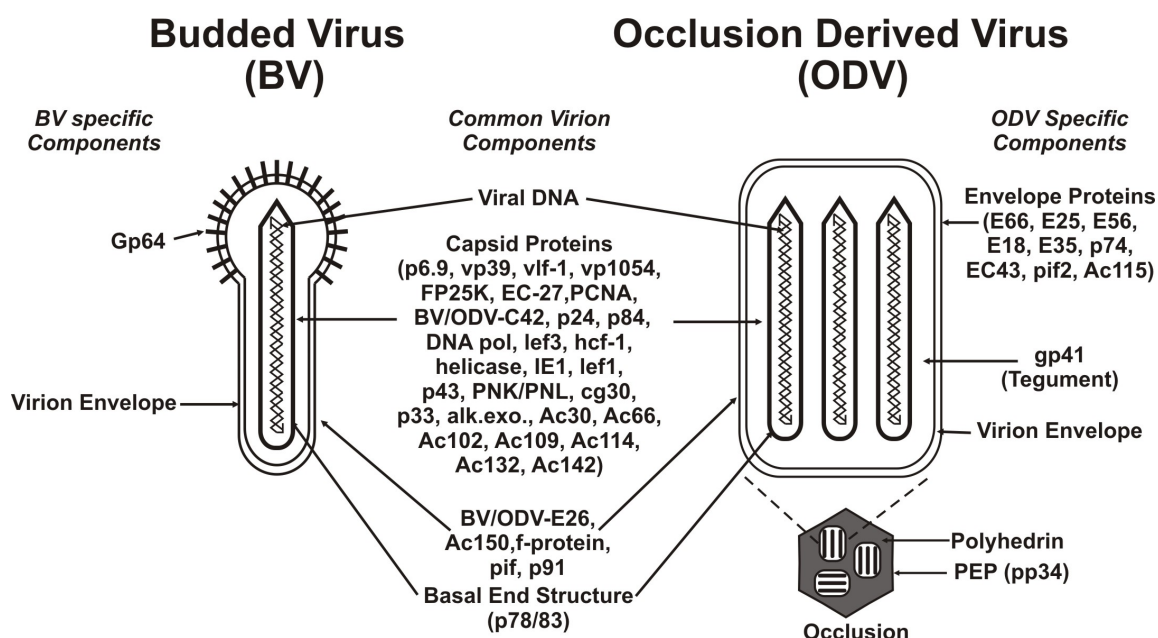 Budded Virus
(BV)
Occlusion Derived Virus
(ODV)
BV specific
Components
Common Virion
Components
ODV Specific
Components
Gp64
Virion Envelope
Viral DNA
Capsid Proteins
(p6.9, vp39, vlf-1, vp1054,
FP25K, EC-27,PCNA,
BV/ODV-C42, p24, p84,
DNA pol, lef3, hcf-1,
helicase, IE1, lef1,
p43, PNK/PNL, cg30,
p33, alk.exo., Ac30, Ac66,
Ac102, Ac109, Ac114,
Ac132, Ac142)
BV/ODV-E26,
Ac150,f-protein,
pif, p91
Basal End Structure
(p78/83)
Envelope Proteins
(E66, E25, E56,
E18, E35, p74,
EC43, pif2, Ac115)
gp41
(Tegument)
Virion Envelope
Polyhedrin
PEP (pp34)
Occlusion